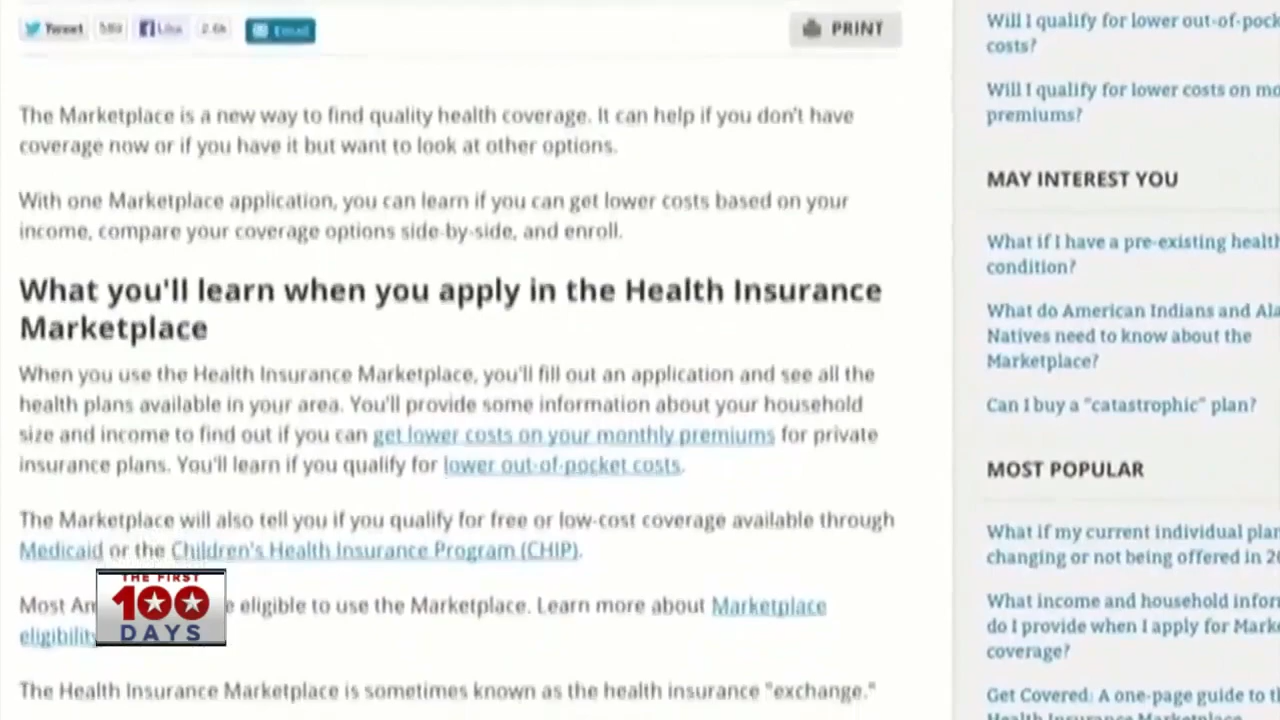 Tweet
Like 2.6k
Email
PRINT
The Marketplace is a new way to find quality health coverage. It can help if you don't have
coverage now or if you have it but want to look at other options.
With one Marketplace application, you can learn if you can get lower costs based on your
income, compare your coverage options side-by-side, and enroll.
What you'll learn when you apply in the Health Insurance
Marketplace
When you use the Health Insurance Marketplace, you'll fill out an application and see all the
health plans available in your area. You'll provide some information about your household
size and income to find out if you can get lower costs on your monthly premiums for private
insurance plans. You'll learn if you qualify for lower out-of-pocket costs.
The Marketplace will also tell you if you qualify for free or low-cost coverage available through
Medicaid or the Children's Health Insurance Program (CHIP).
Most An e eligible to use the Marketplace. Learn more about Marketplace
eligibility
THE FIRST
100
DAYS
The Health Insurance Marketplace is sometimes known as the health insurance "exchange."
Will I qualify for lower out-of-pock
costs?
Will I qualify for lower costs on mo
premiums?
MAY INTEREST YOU
What if I have a pre-existing health
condition?
What do American Indians and Ala
Natives need to know about the
Marketplace?
Can I buy a "catastrophic" plan?
MOST POPULAR
What if my current individual plan
changing or not being offered in 20
What income and household infor
do I provide when I apply for Mark
coverage?
Get Covered: A one-page guide to th
Health Insurance Marketplace